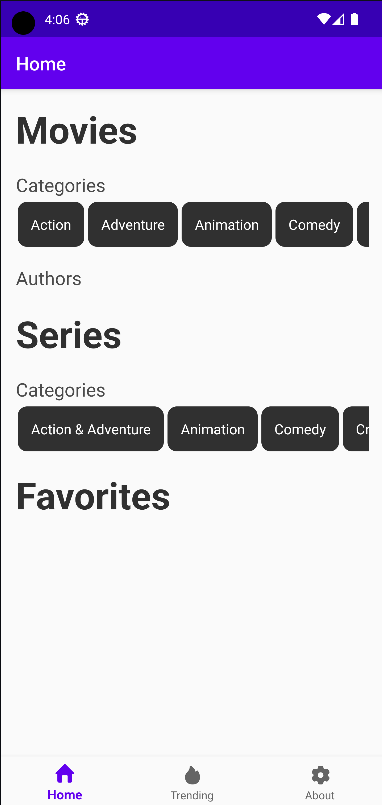 4:06
Home
Movies
Categories
Action Adventure Animation Comedy
Authors
Series
Categories
Action & Adventure Animation Comedy Cr
Favorites
Home Trending About